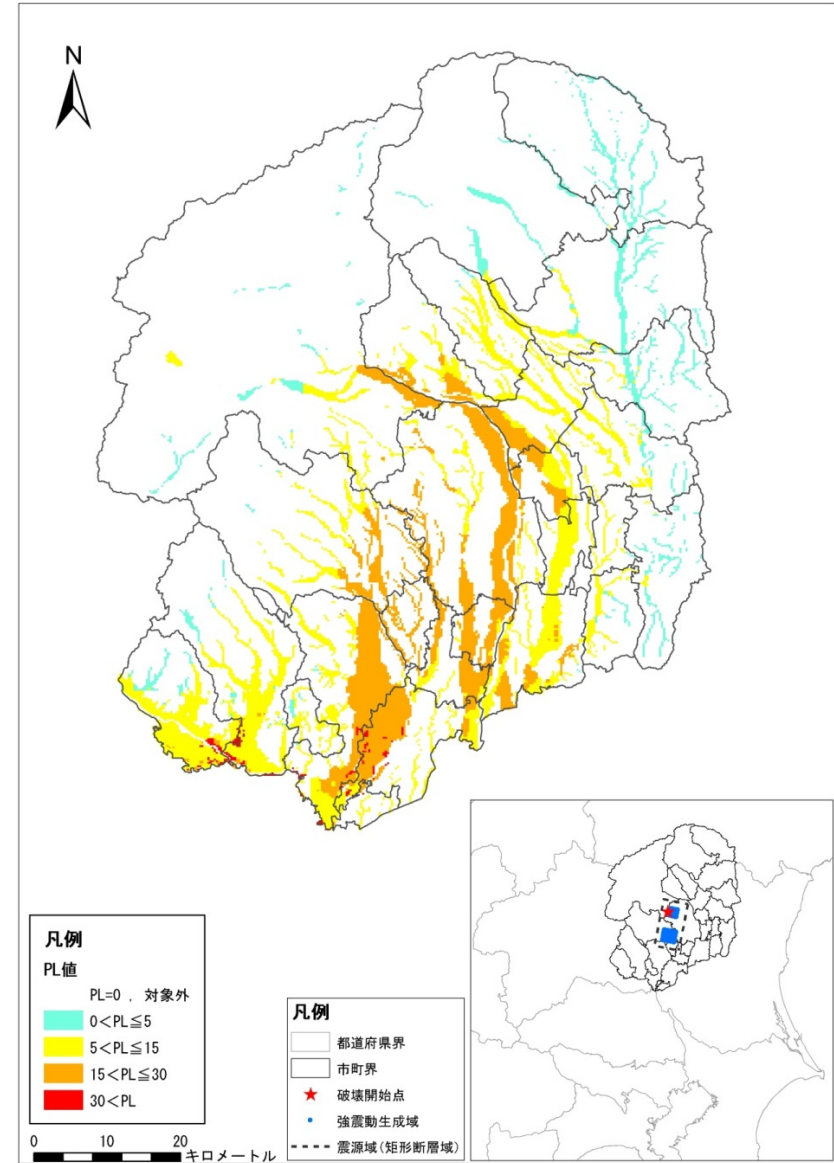 N
凡例
PL値
PL=0 , 対象外
0<PL≦5
5<PL≦15
15<PL≦30
30<PL
0 10 20
キロメートル
凡例
都道府県界
市町界
破壊開始点
強震動生成域
震源域(矩形断層域)